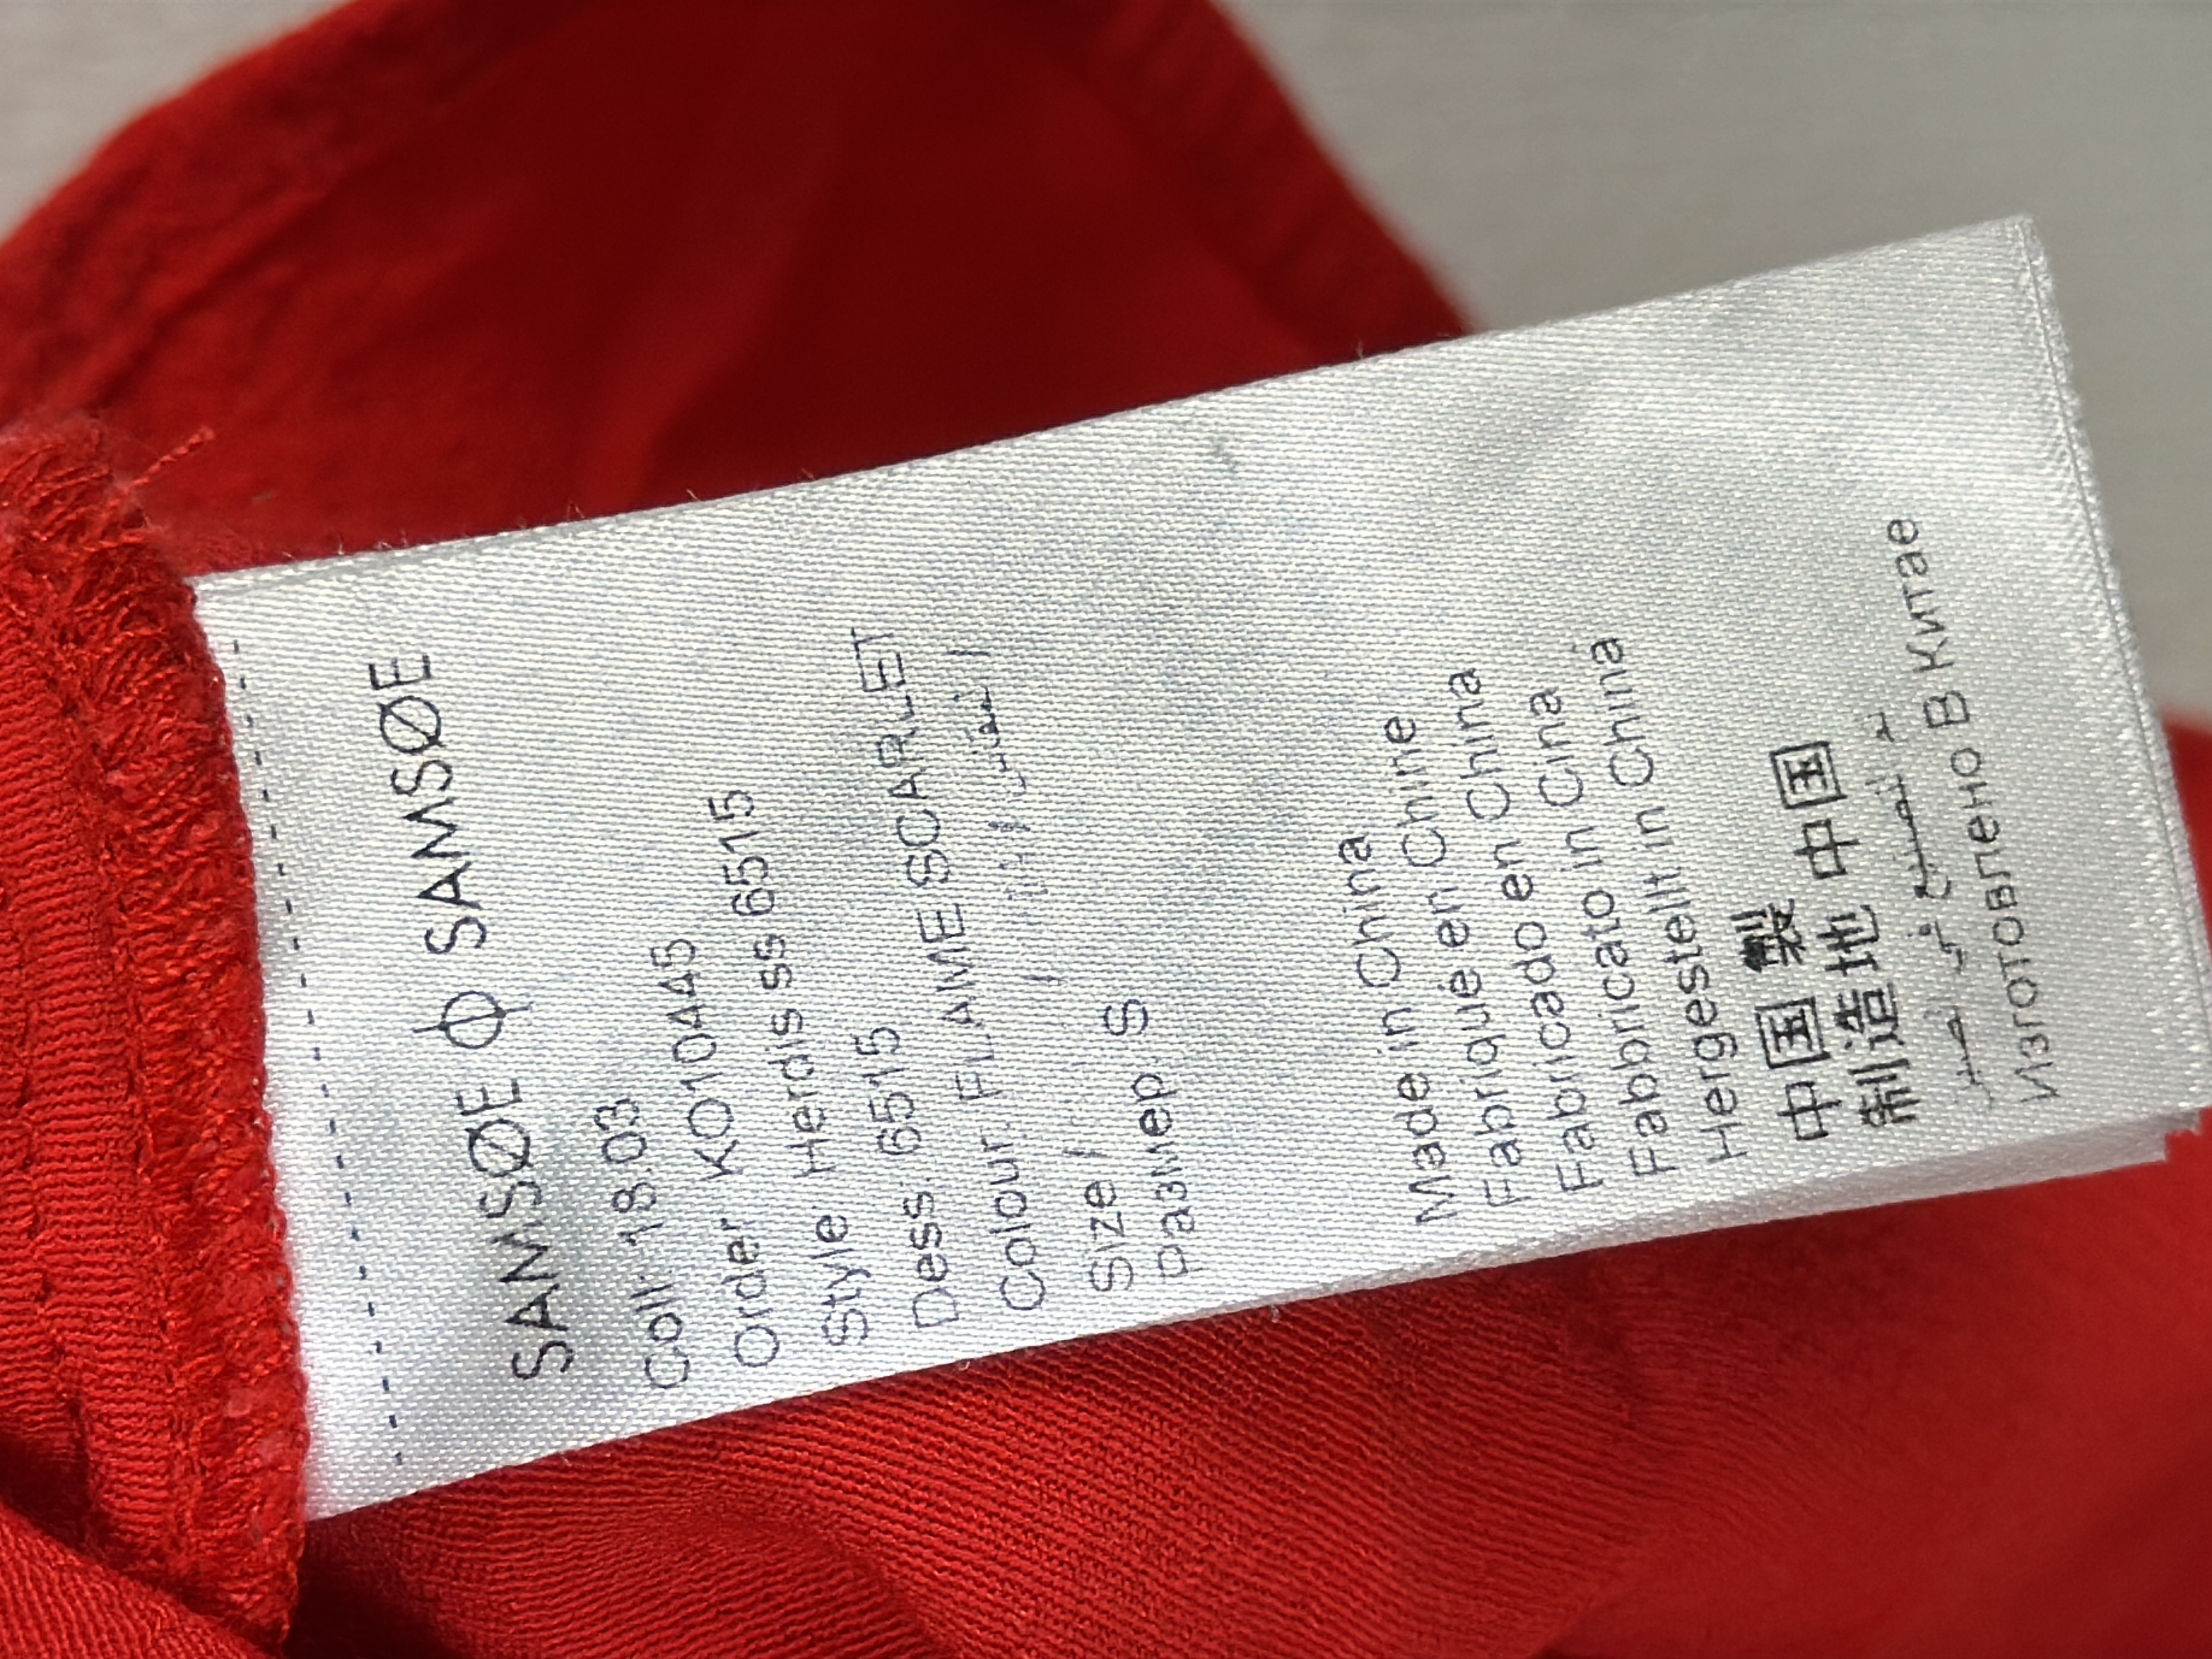 SAMSØE ϕ SAMSØE
Coll: 18.03
Order: KO10445
Style: Herdis ss 6515
Dess: 6515
Colour: FLAME SCARLET
Size/
Размер: S
Made in China
Fabriqué en Chine
Fabricado en China
Fabbricato in Cina
Hergestellt in China
中国 製
制造地 中国
Изготовлено В Китае